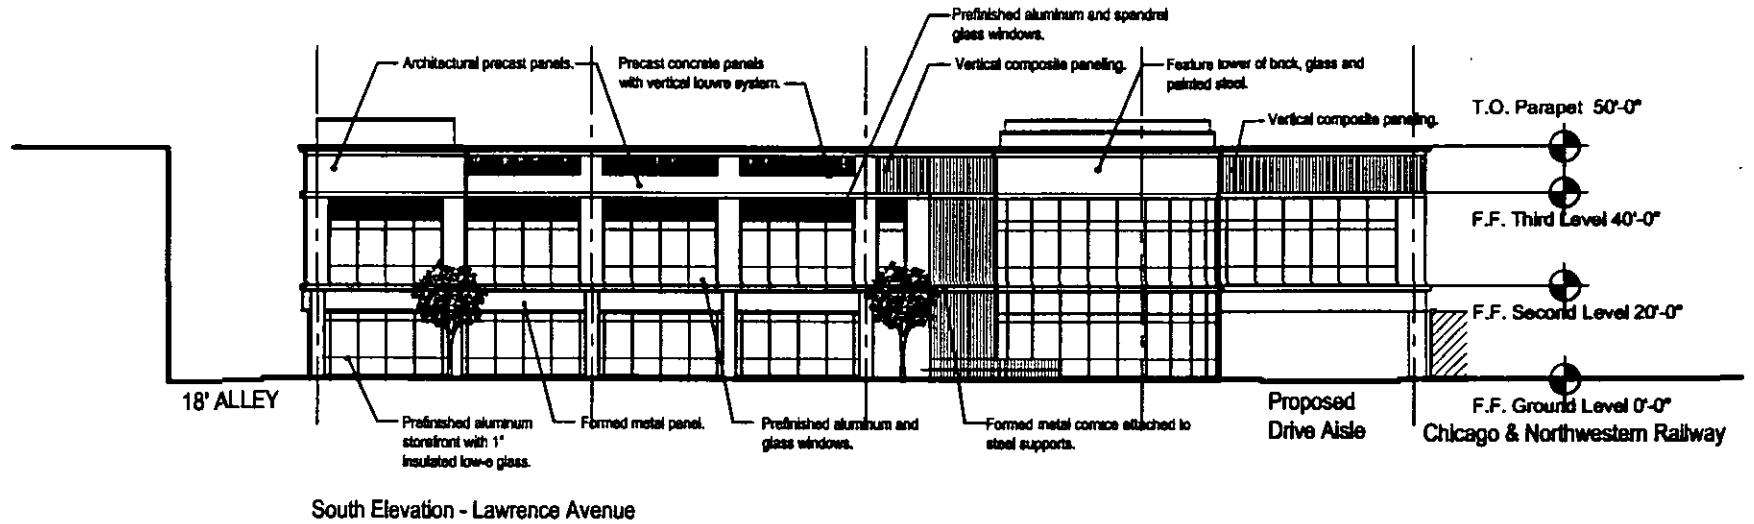 Prefinished aluminum and spandrel
glass windows.
Architectural precast panels.
Precast concrete panels
with vertical louvre system.
Vertical composite paneling.
Feature tower of brick, glass and
painted steel.
Vertical composite paneling.
T.O. Parapet 50'-0"
F.F. Third Level 40'-0"
F.F. Second Level 20'-0"
F.F. Ground Level 0'-0"
18' ALLEY
Prefinished aluminum
storefront with 1"
insulated low-e glass.
Formed metal panel.
Prefinished aluminum and
glass windows.
Formed metal cornice attached to
steel supports.
Proposed
Drive Aisle
Chicago & Northwestern Railway
South Elevation - Lawrence Avenue